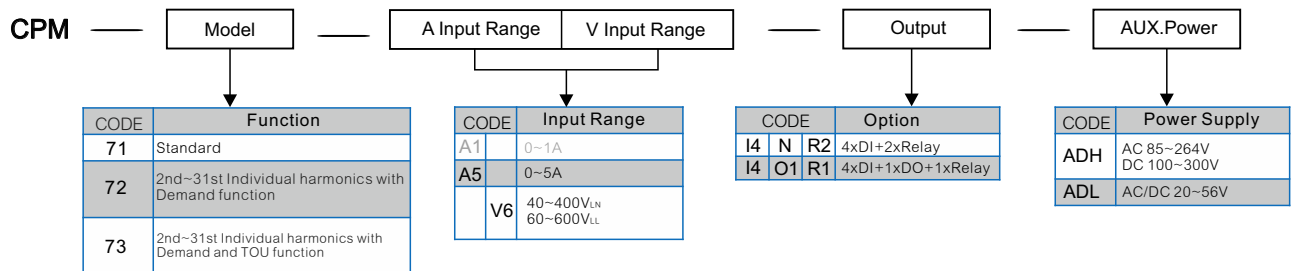 CPM Model A Input Range V Input Range Output AUX.Power
CODE Function
71 Standard
72 2nd~31st Individual harmonics with
Demand function
73 2nd~31st Individual harmonics with
Demand and TOU function
CODE Input Range
A1 0~1A
A5 0~5A
V6 40~400VLN
60~600VLL
CODE Option
I4 N R2 4xDI+2xRelay
I4 O1 R1 4xDI+1xDO+1xRelay
CODE Power Supply
ADH AC 85~264V
DC 100~300V
ADL AC/DC 20~56V